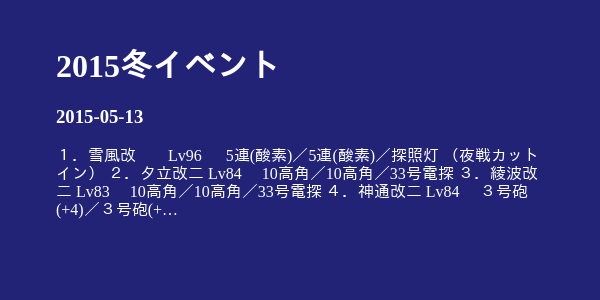 2015冬イベント
2015-05-13
１．雪風改　　Lv96　 5連(酸素)／5連(酸素)／探照灯 （夜戦カット
イン） ２．夕立改二 Lv84　 10高角／10高角／33号電探 ３．綾波改
二 Lv83　 10高角／10高角／33号電探 ４．神通改二 Lv84　 ３号砲
(+4)／３号砲(+…